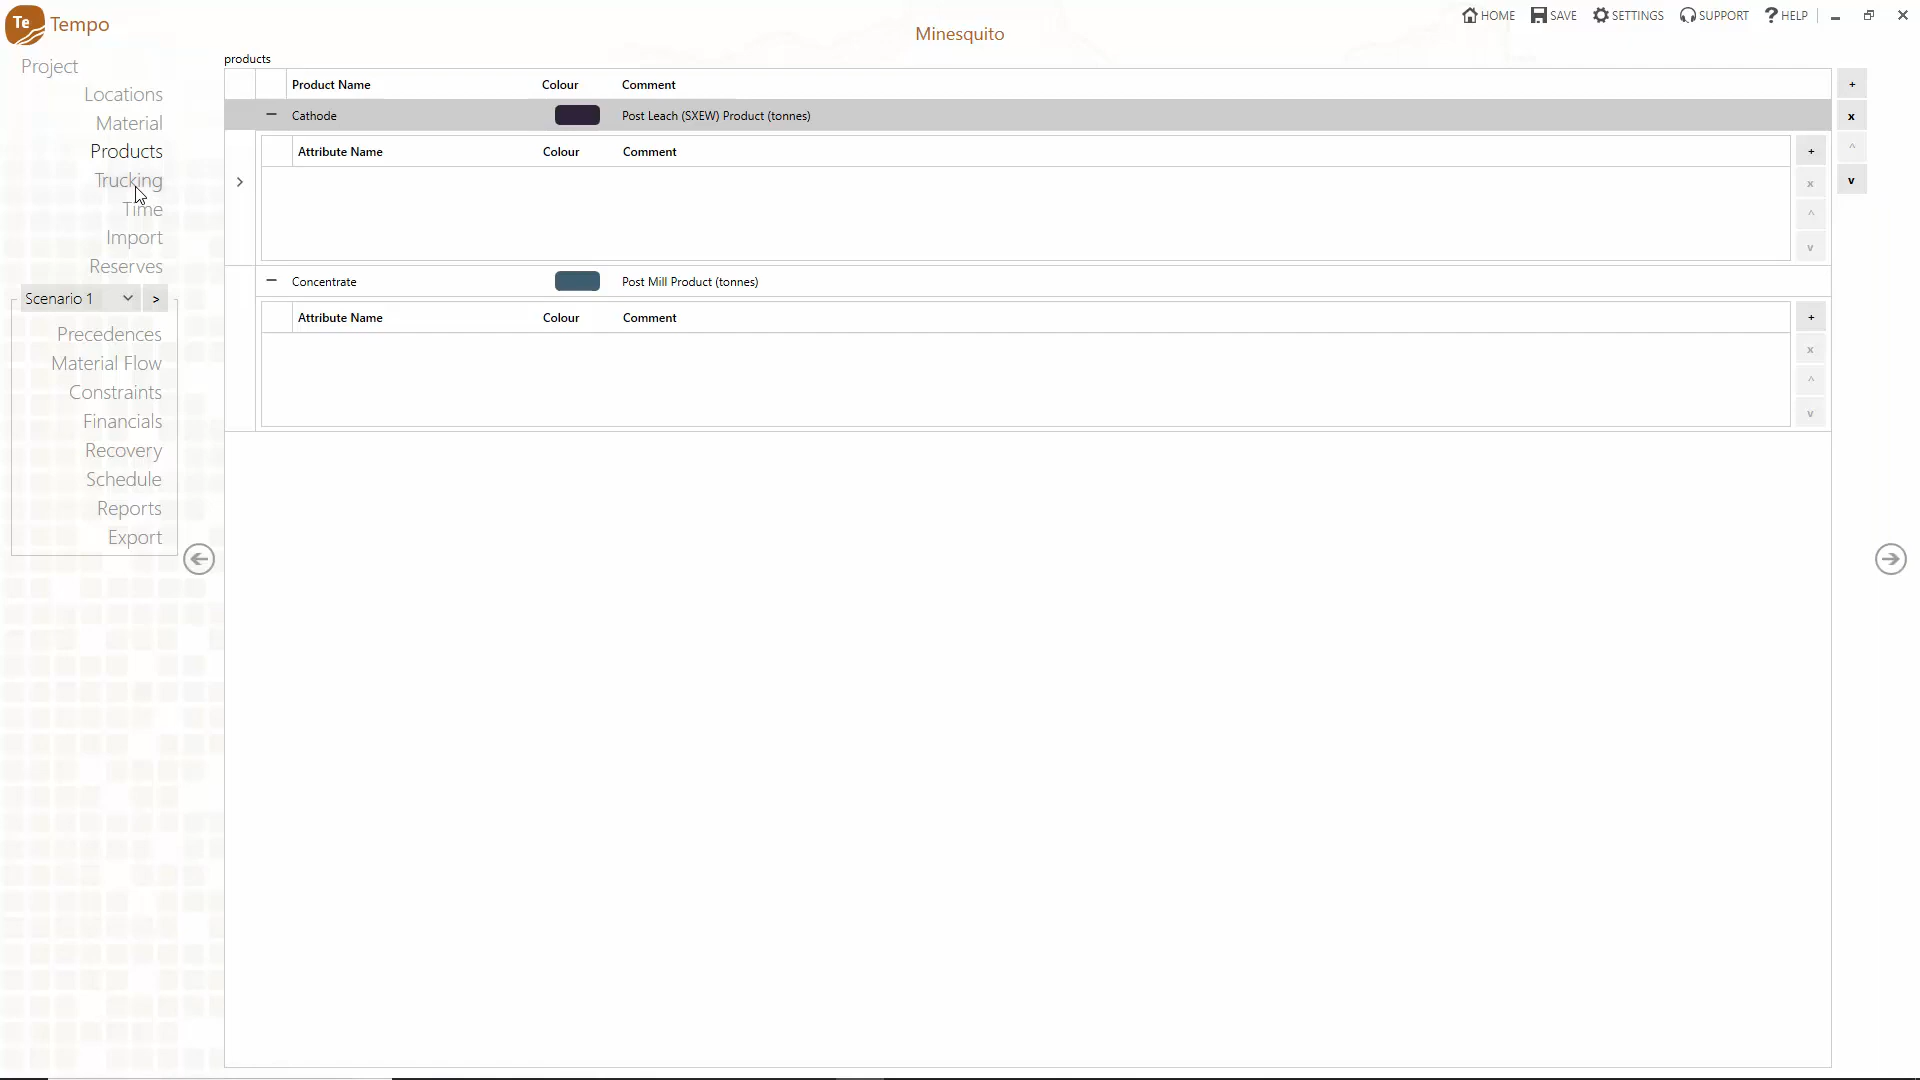 Te Tempo
HOME SAVE SETTINGS SUPPORT ? HELP
Minesquito
Project
Locations
Material
Products
Trucking
Time
Import
Reserves
Scenario 1 >
Precedences
Material Flow
Constraints
Financials
Recovery
Schedule
Reports
Export
products
Product Name Colour Comment +
Cathode Post Leach (SXEW) Product (tonnes) x
^
v
Attribute Name Colour Comment +
x
^
v
Concentrate Post Mill Product (tonnes)
Attribute Name Colour Comment +
x
^
v